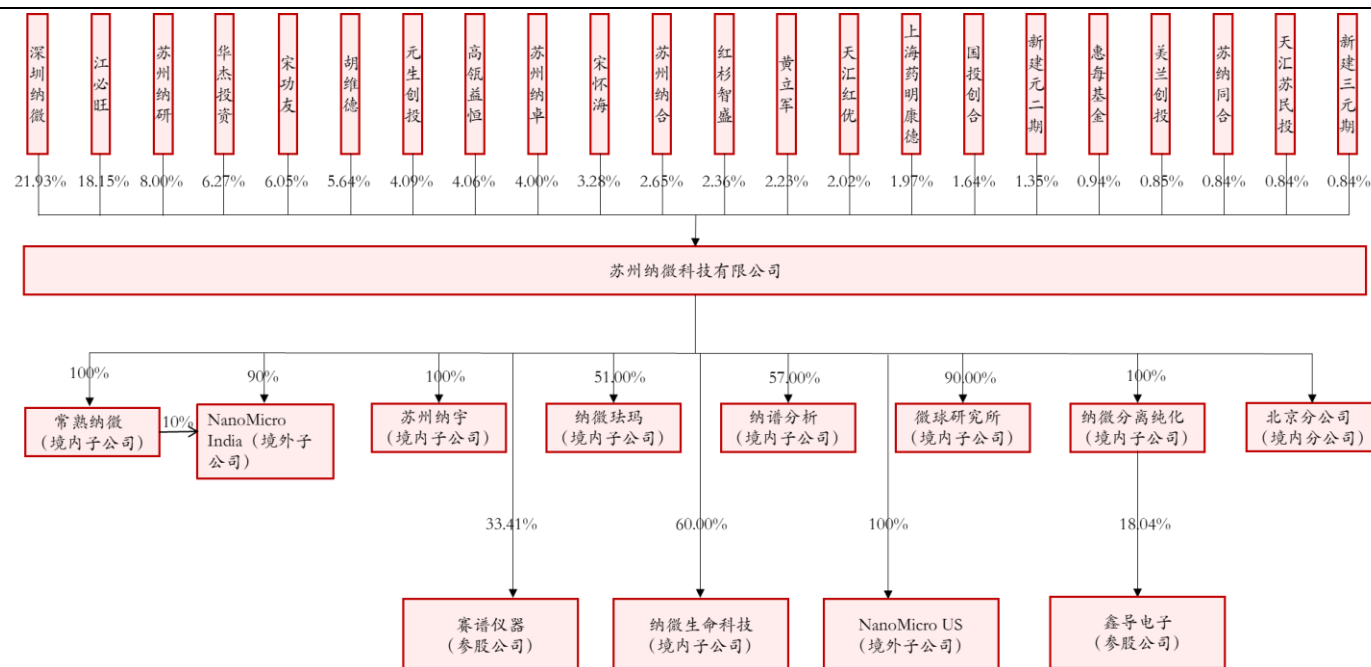 深圳纳微
江必旺
苏州纳研
华杰投资
宋功友
胡维德
元生创投
高瓴益恒
苏州纳卓
宋怀海
苏州纳合
红杉智盛
黄立军
天汇红优
上海药明康德
国投创合
新建元二期
惠每基金
美兰创投
苏纳同合
天汇苏民投
新建三元期
21.93%
18.15%
8.00%
6.27%
6.05%
5.64%
4.09%
4.06%
4.00%
3.28%
2.65%
2.36%
2.23%
2.02%
1.97%
1.64%
1.35%
0.94%
0.85%
0.84%
0.84%
0.84%
苏州纳微科技有限公司
100%
90%
100%
51.00%
57.00%
90.00%
100%
常熟纳微
（境内子公司）
10%
NanoMicro
India（境外子
公司）
苏州纳宇
（境内子公司）
纳微珐玛
（境内子公司）
纳谱分析
（境内子公司）
微球研究所
（境内子公司）
纳微分离纯化
（境内子公司）
北京分公司
（境内分公司）
33.41%
60.00%
100%
18.04%
赛谱仪器
（参股公司）
纳微生命科技
（境内子公司）
NanoMicro US
（境外子公司）
鑫导电子
（参股公司）